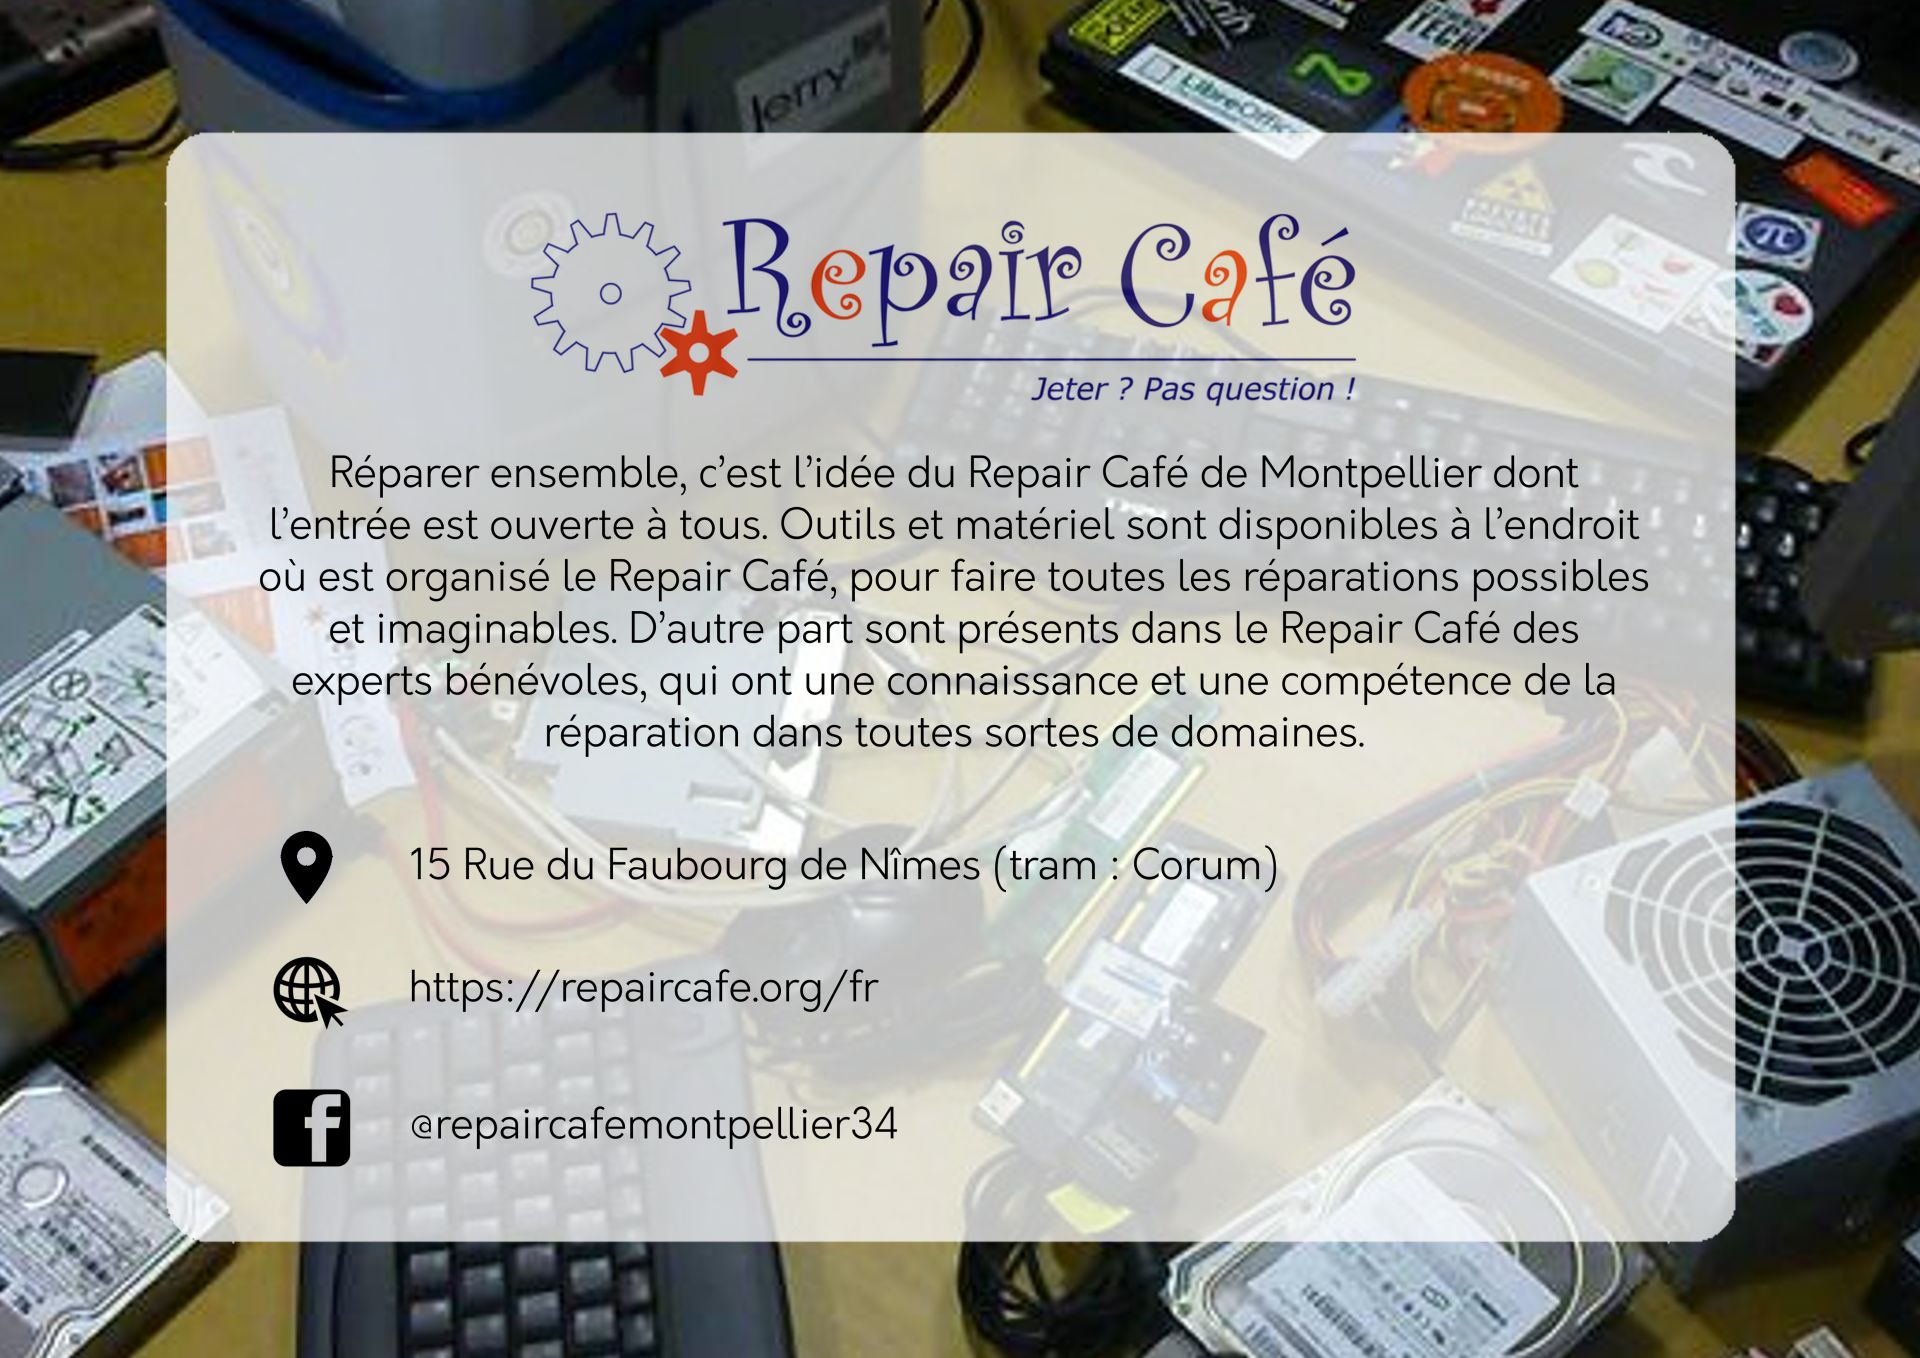 Jerry
LibreOffice
TECH
π
Repair Café
Jeter ? Pas question !
Réparer ensemble, c’est l’idée du Repair Café de Montpellier dont
l’entrée est ouverte à tous. Outils et matériel sont disponibles à l’endroit
où est organisé le Repair Café, pour faire toutes les réparations possibles
et imaginables. D’autre part sont présents dans le Repair Café des
experts bénévoles, qui ont une connaissance et une compétence de la
réparation dans toutes sortes de domaines.
15 Rue du Faubourg de Nîmes (tram : Corum)
https://repaircafe.org/fr
@repaircafemontpellier34